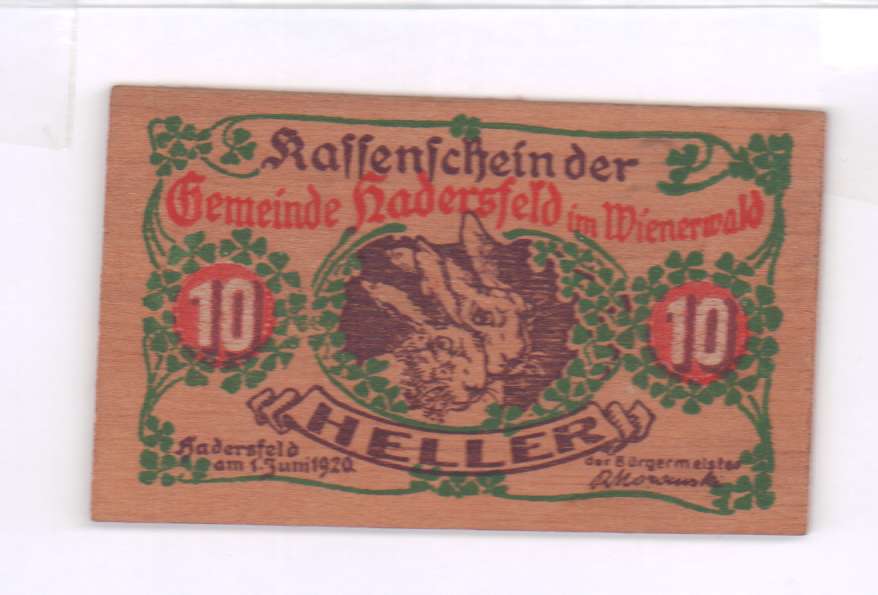 Kassenschein der
Gemeinde Hadersfeld im Wienerwald
10 10
HELLER
Hadersfeld
am 1. Juni 1920
der Bürgermeister